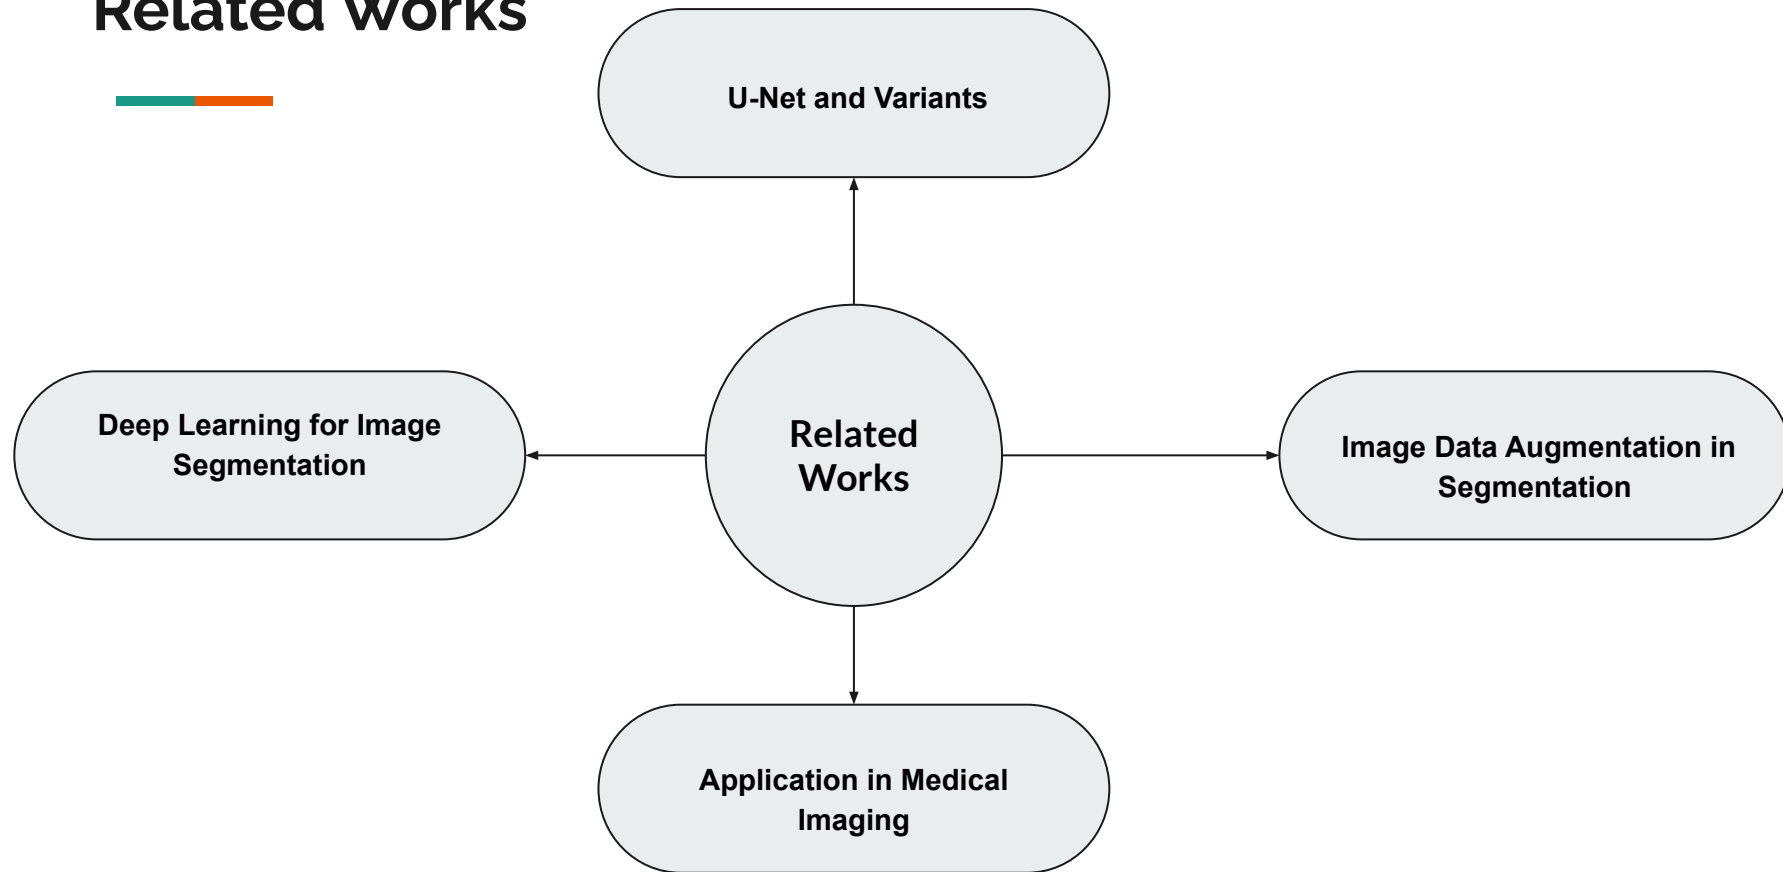 Related Works
U-Net and Variants
Deep Learning for Image
Segmentation
Related
Works
Image Data Augmentation in
Segmentation
Application in Medical
Imaging